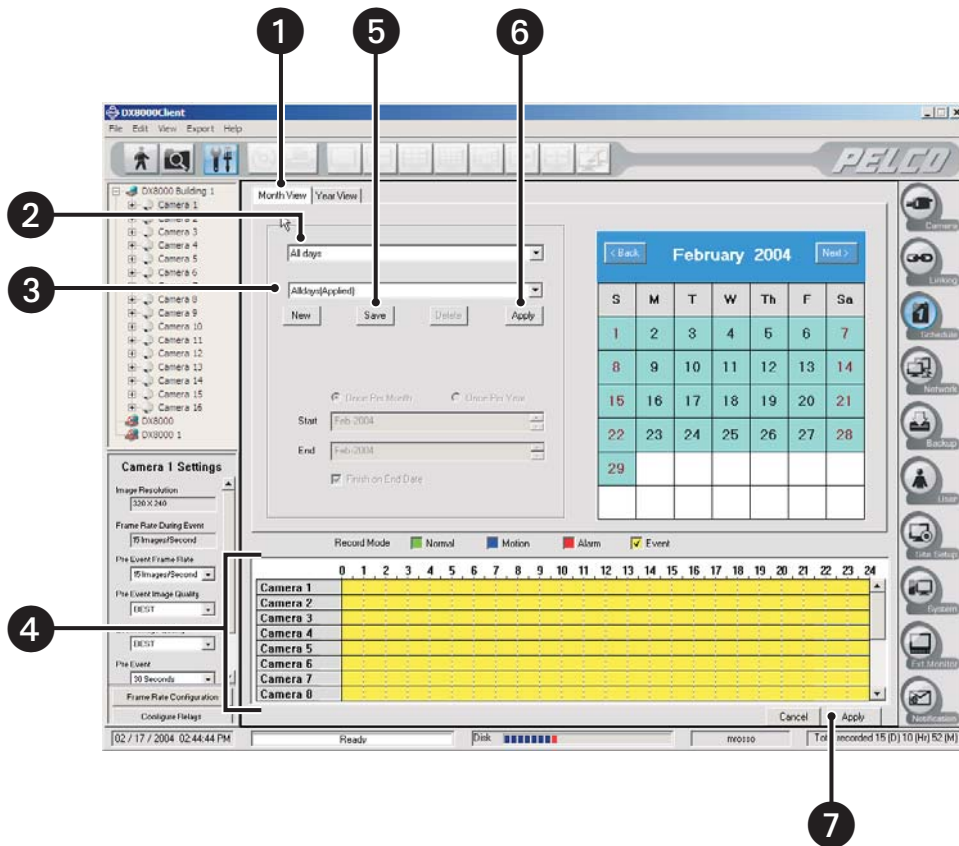 1
5
6
DX8000Client
File Edit View Export Help
PELCO
2
3
4
7
DX8000 Building 1
Camera 1
Camera 3
Camera 4
Camera 5
Camera 6
Camera 8
Camera 9
Camera 10
Camera 11
Camera 12
Camera 13
Camera 14
Camera 15
Camera 16
DX8000
DX8000 1
Month View
Year View
All days
Alldays(Applied)
New
Save
Delete
Apply
Once Per Month
Once Per Year
Start
Feb-2004
End
Feb-2004
Finish on End Date
< Back
February 2004
Next >
S M T W Th F Sa
1 2 3 4 5 6 7
8 9 10 11 12 13 14
15 16 17 18 19 20 21
22 23 24 25 26 27 28
29
Camera
Linking
Schedule
Network
Backup
User
Site Setup
System
Ext Monitor
Notification
Camera 1 Settings
Image Resolution
320 X 240
Frame Rate During Event
15 Images/Second
Pre Event Frame Rate
15 Images/Second
Pre Event Image Quality
BEST
BEST
Pre Event
30 Seconds
Frame Rate Configuration
Configure Relays
Record Mode Normal Motion Alarm Event
0 1 2 3 4 5 6 7 8 9 10 11 12 13 14 15 16 17 18 19 20 21 22 23 24
Camera 1
Camera 2
Camera 3
Camera 4
Camera 5
Camera 6
Camera 7
Camera 8
Cancel
Apply
02 / 17 / 2004 02:44:44 PM
Ready
Disk
recorded 15 (D) 10 (Hr) 52 (M)